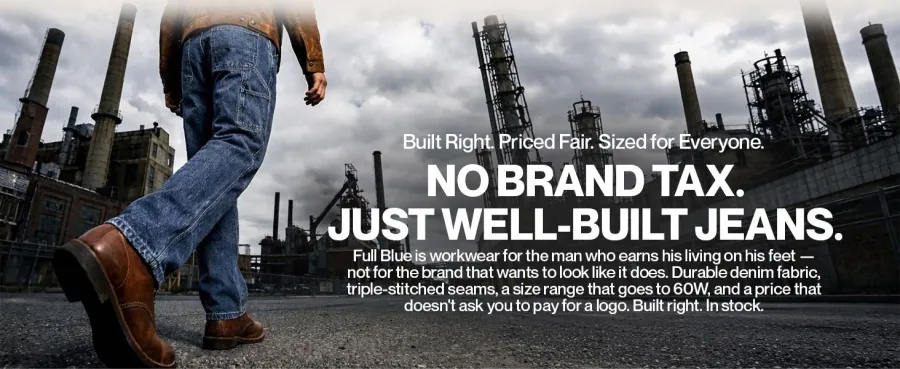 Built Right. Priced Fair. Sized for Everyone.
NO BRAND TAX.
JUST WELL-BUILT JEANS.
Full Blue is workwear for the man who earns his living on his feet —
not for the brand that wants to look like it does. Durable denim fabric,
triple-stitched seams, a size range that goes to 60W, and a price that
doesn't ask you to pay for a logo. Built right. In stock.